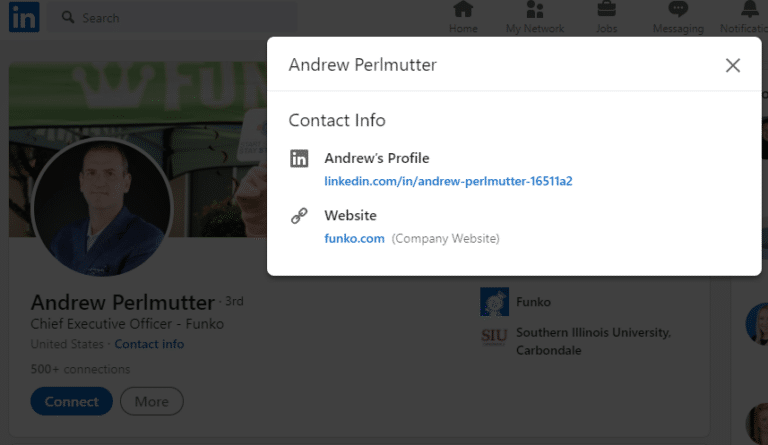 in
Search
Home
My Network
Jobs
Messaging
Notificatio
FUN
Andrew Perlmutter
Contact Info
in Andrew's Profile
linkedin.com/in/andrew-perlmutter-16511a2
Website
funko.com (Company Website)
Andrew Perlmutter · 3rd
Chief Executive Officer - Funko
United States · Contact info
500+ connections
Connect
More
Funko
SIU
Southern Illinois University,
Carbondale